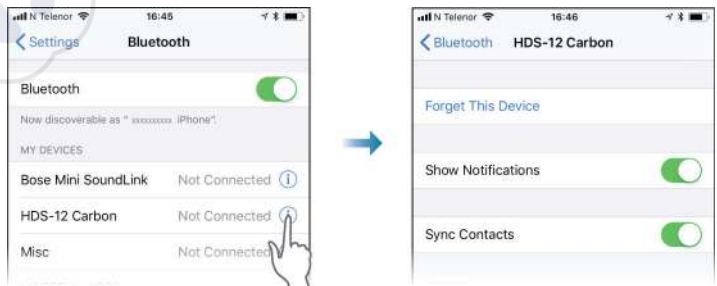 N Telenor 16:45
Settings Bluetooth
Bluetooth
Now discoverable as " xxxxxxxxx iPhone".
MY DEVICES
Bose Mini SoundLink Not Connected
HDS-12 Carbon Not Connected
Misc Not Connected
N Telenor 16:46
Bluetooth HDS-12 Carbon
Forget This Device
Show Notifications
Sync Contacts